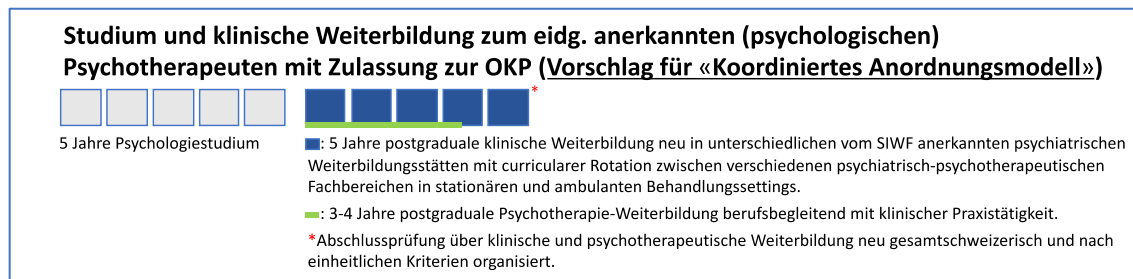 Studium und klinische Weiterbildung zum eidg. anerkannten (psychologischen)
Psychotherapeuten mit Zulassung zur OKP (Vorschlag für «Koordiniertes Anordnungsmodell»)
*
5 Jahre Psychologiestudium
: 5 Jahre postgraduale klinische Weiterbildung neu in unterschiedlichen vom SIWF anerkannten psychiatrischen
Weiterbildungsstätten mit curricularer Rotation zwischen verschiedenen psychiatrisch-psychotherapeutischen
Fachbereichen in stationären und ambulanten Behandlungssettings.
: 3-4 Jahre postgraduale Psychotherapie-Weiterbildung berufsbegleitend mit klinischer Praxistätigkeit.
*Abschlussprüfung über klinische und psychotherapeutische Weiterbildung neu gesamtschweizerisch und nach
einheitlichen Kriterien organisiert.